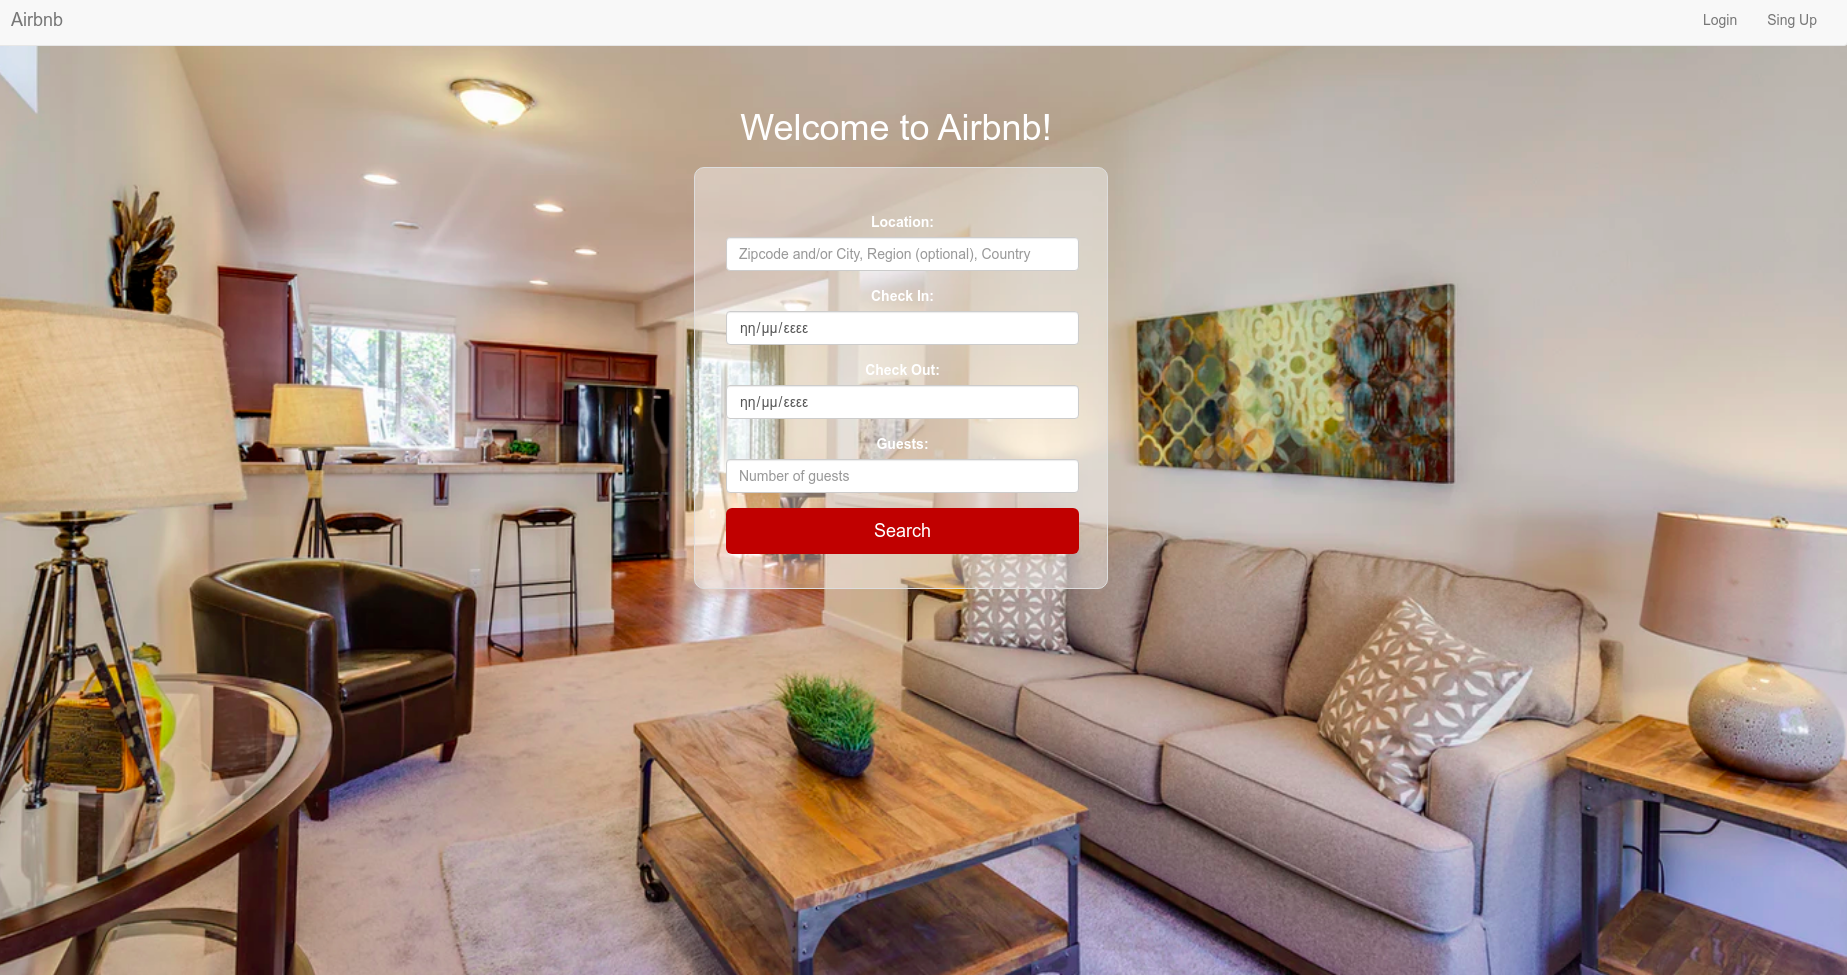 Airbnb
Login
Sing Up
Welcome to Airbnb!
Location:
Zipcode and/or City, Region (optional), Country
Check In:
ηη/μμ/εεεε
Check Out:
ηη/μμ/εεεε
Guests:
Number of guests
Search